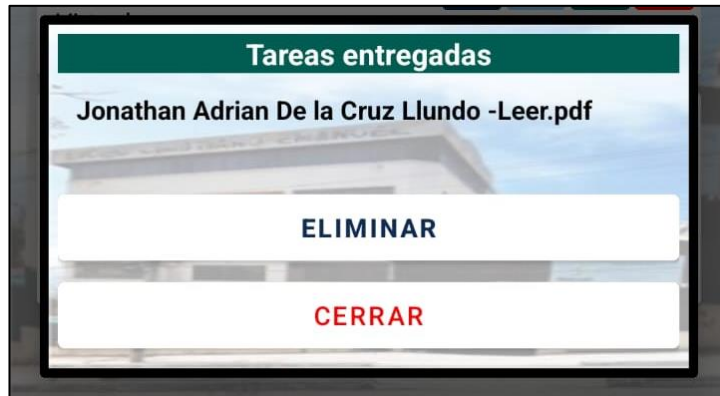 Tareas entregadas
Jonathan Adrian De la Cruz Llundo -Leer.pdf
ELIMINAR
CERRAR